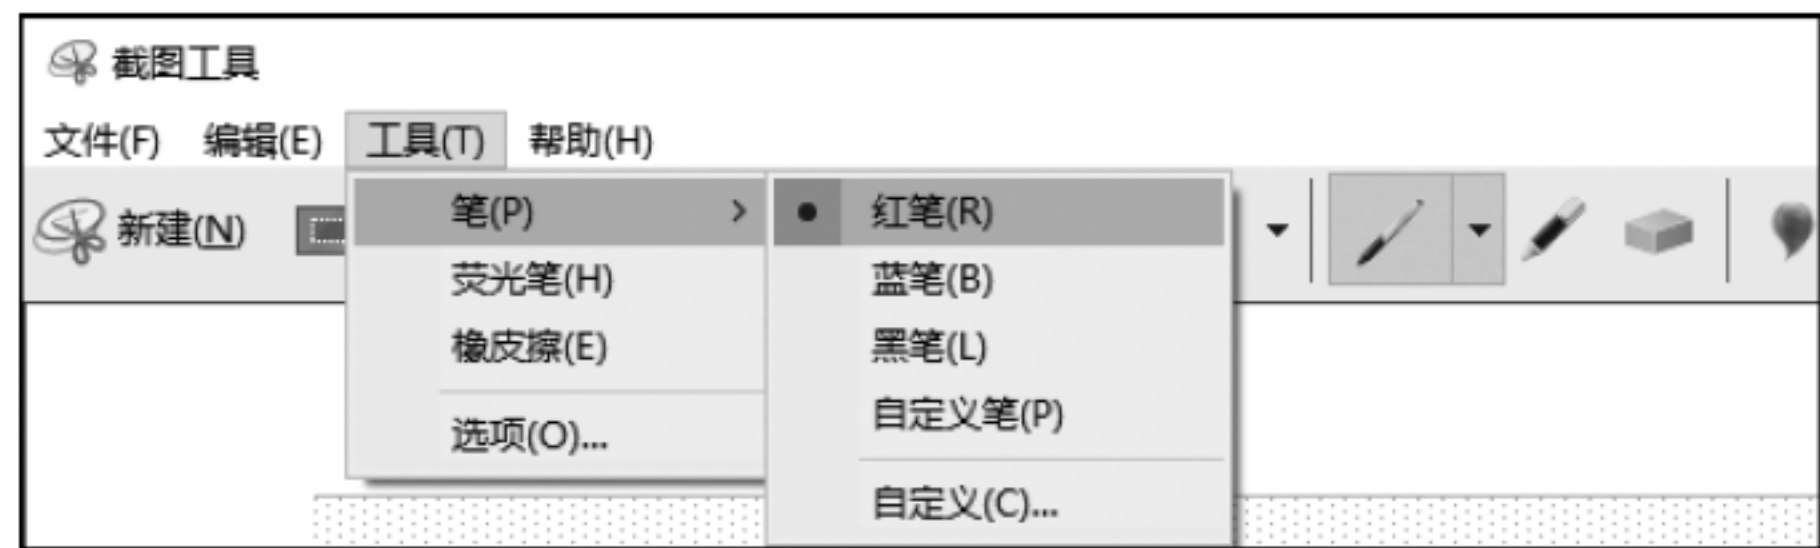 截图工具
文件(F) 编辑(E) 工具(T) 帮助(H)
新建(N)
笔(P)
荧光笔(H)
橡皮擦(E)
选项(O)...
红笔(R)
蓝笔(B)
黑笔(L)
自定义笔(P)
自定义(C)...